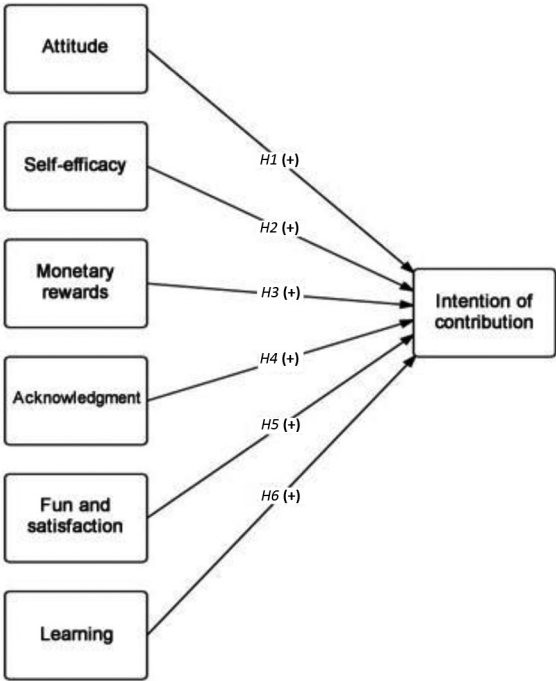 Attitude
H1 (+)
Self-efficacy
H2 (+)
Monetary
rewards
H3 (+)
Intention of
contribution
Acknowledgment
H4 (+)
Fun and
satisfaction
H5 (+)
Learning
H6 (+)